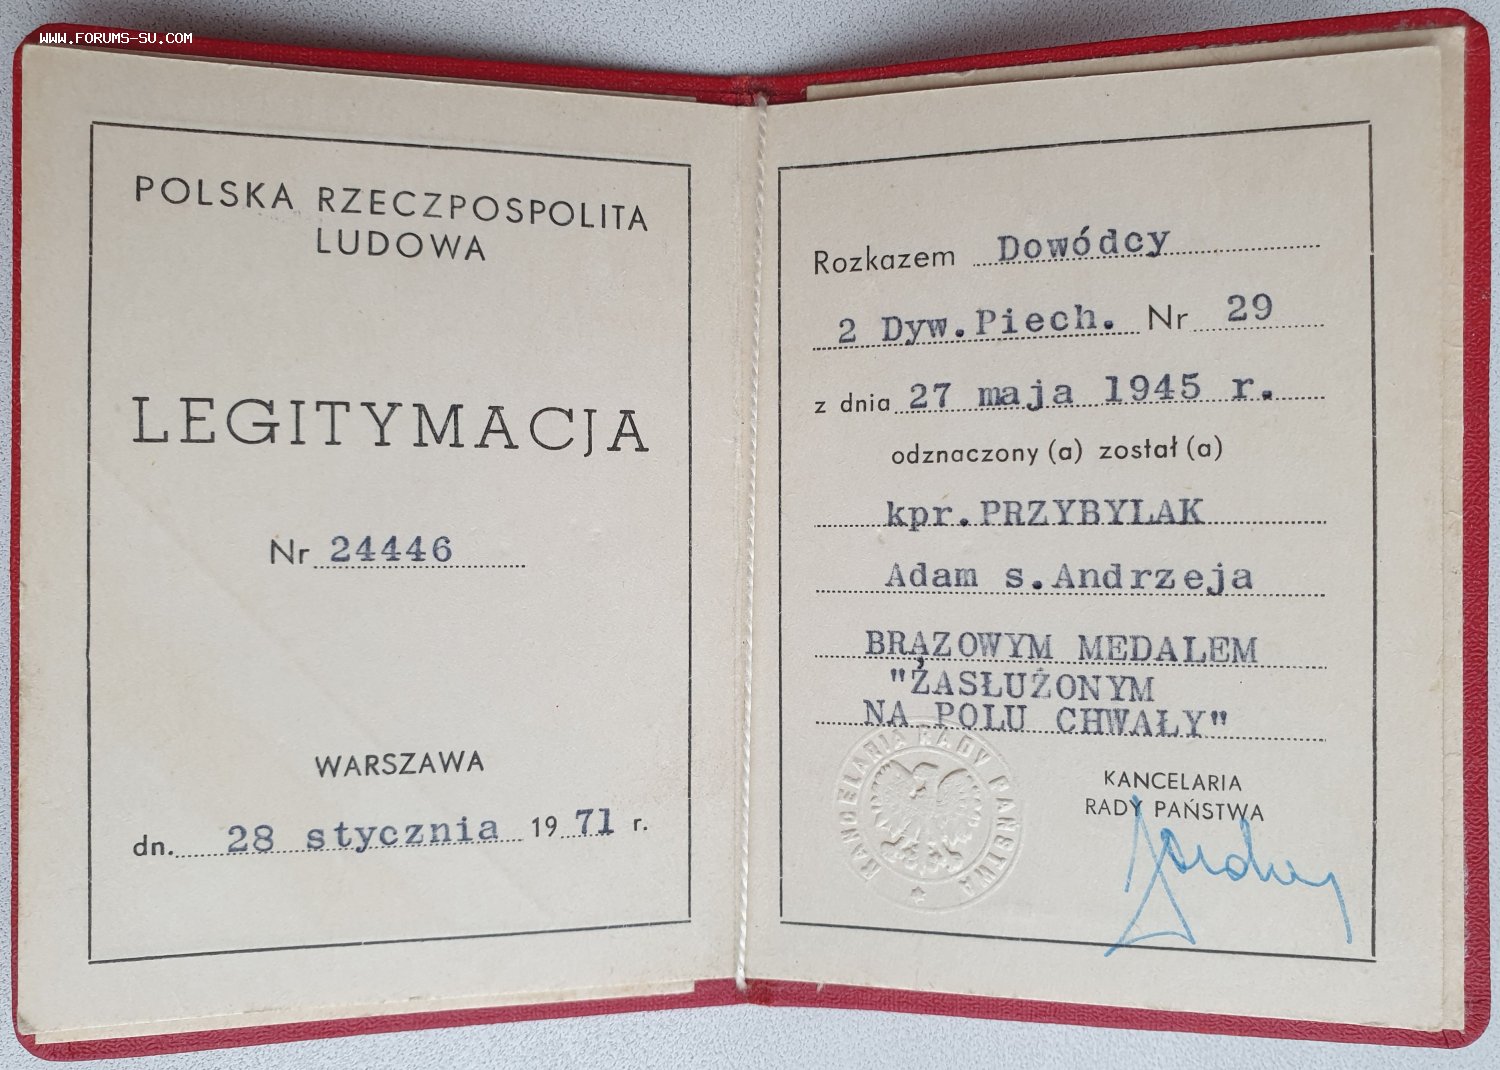 www.FORUMS-SU.COM
POLSKA RZECZPOSPOLITA
LUDOWA
LEGITYMACJA
Nr 24446
WARSZAWA
dn. 28 stycznia 1971 r.
Rozkazem Dowódcy
2 Dyw.Piech. Nr 29
z dnia 27 maja 1945 r.
odznaczony (a) został (a)
kpr.PRZYBYLAK
Adam s.Andrzeja
BRĄZOWYM MEDALEM
"ZASŁUŻONYM
NA POLU CHWAŁY"
KANCELARIA RADY PAŃSTWA
KANCELARIA
RADY PAŃSTWA